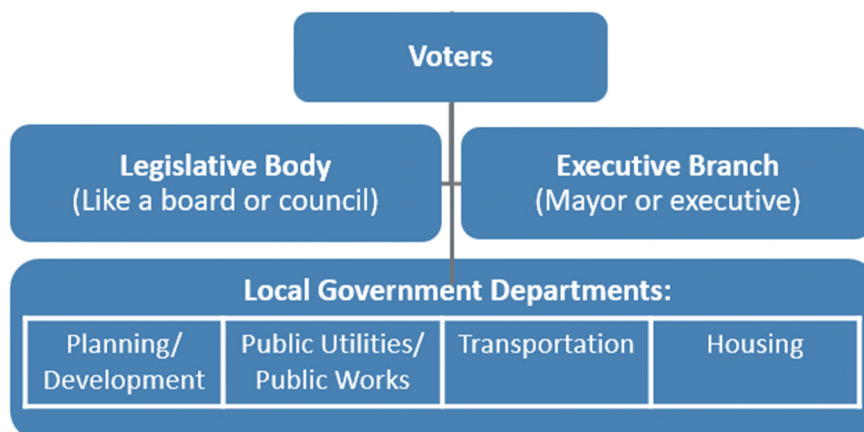 Voters
Legislative Body
(Like a board or council)
Executive Branch
(Mayor or executive)
Local Government Departments:
Planning/
Development
Public Utilities/
Public Works
Transportation
Housing